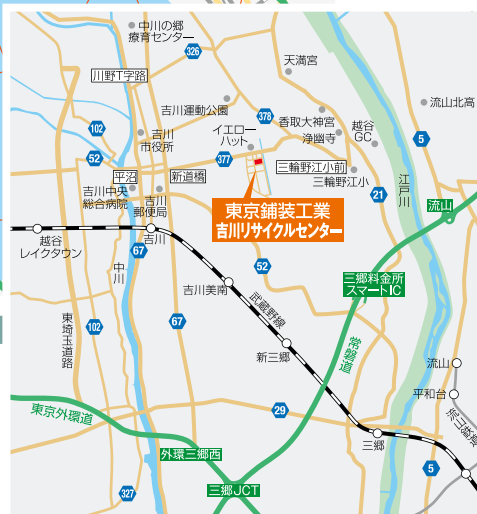 中川の郷
療育センター
326
天満宮
川野T字路
流山北高
吉川運動公園
378
香取大神宮
イエロー
ハット
浄幽寺
越谷
GC
5
102
吉川
市役所
52
377
三輪野江小前
平沼
新道橋
三輪野江小
吉川中央
総合病院
吉川
郵便局
21
江戸川
東京舗装工業
吉川リサイクルセンター
流山
越谷
レイクタウン
吉川
67
中川
52
吉川美南
三郷料金所
スマートIC
武蔵野線
東埼玉道路
102
67
新三郷
常磐道
流山
平和台
東京外環道
29
流山電鉄
三郷
外環三郷西
5
三郷JCT
327